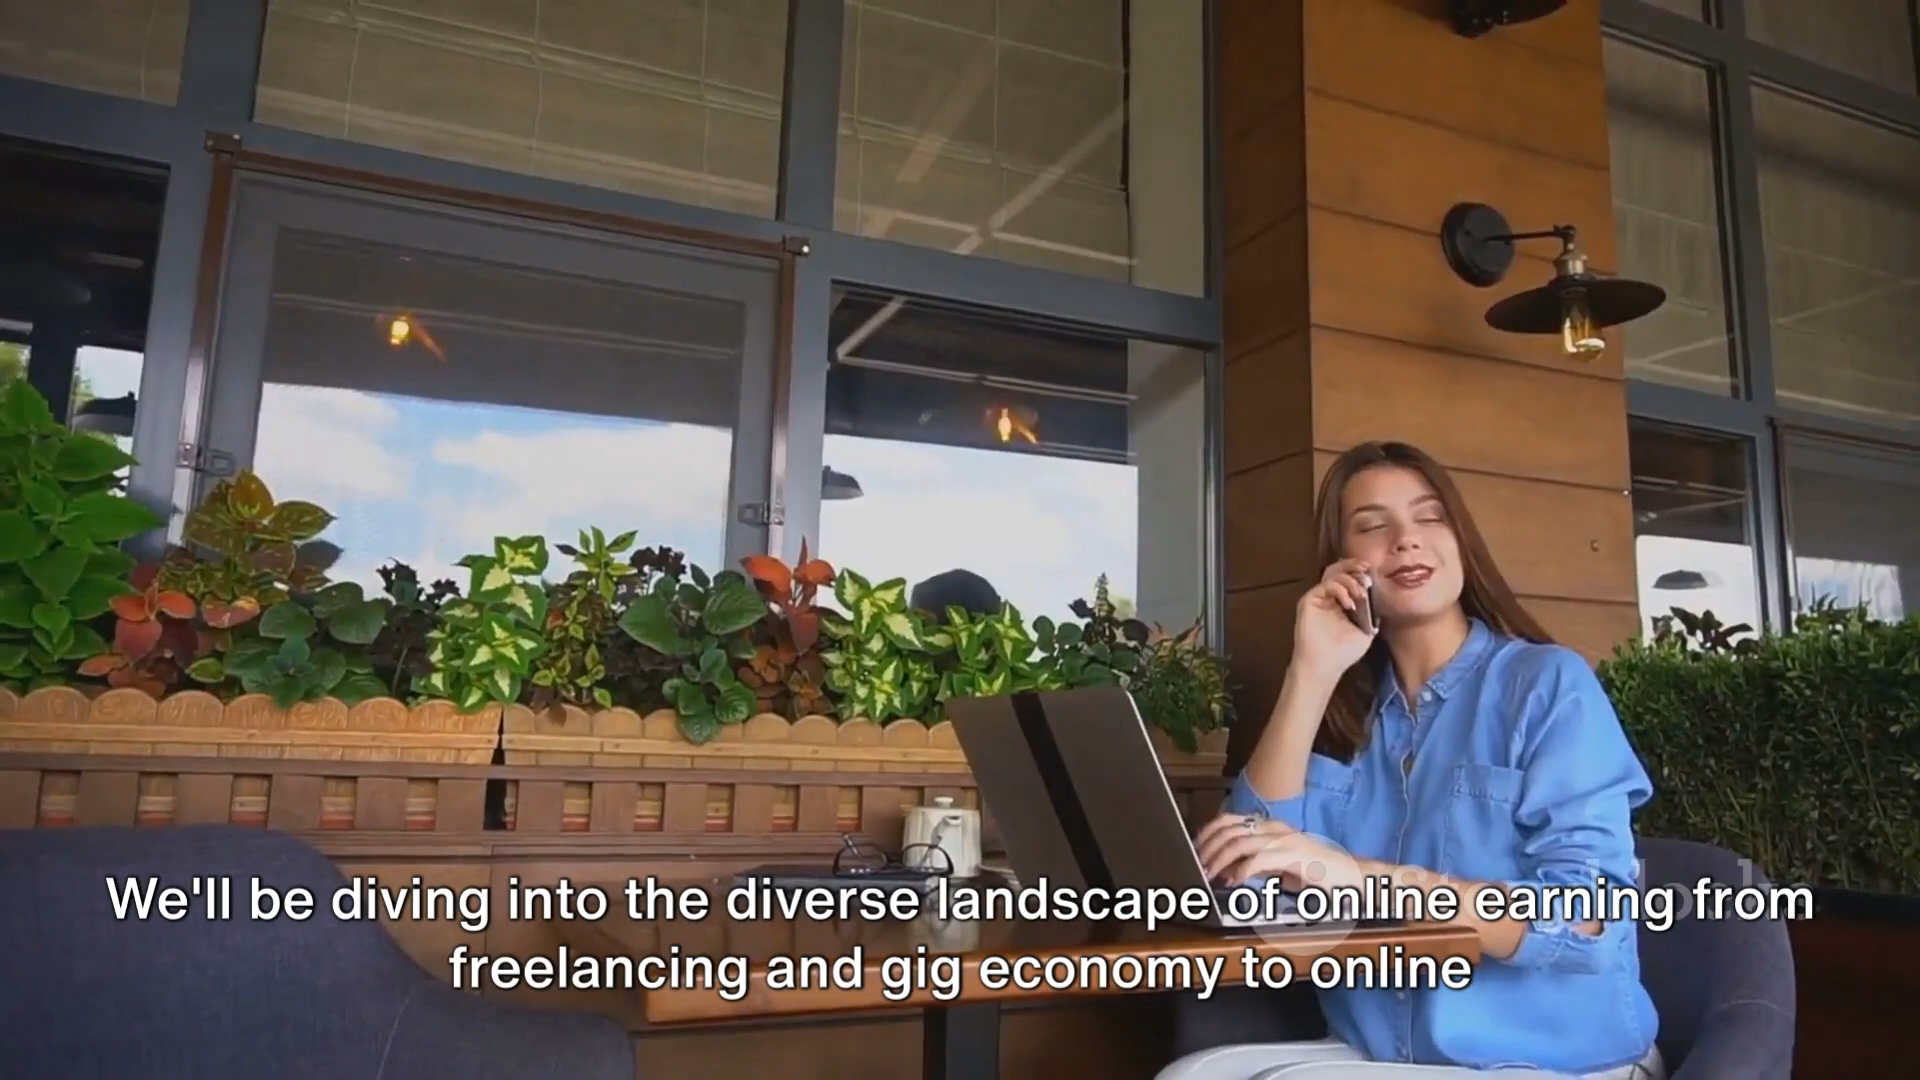 We'll be diving into the diverse landscape of online earning from
freelancing and gig economy to online